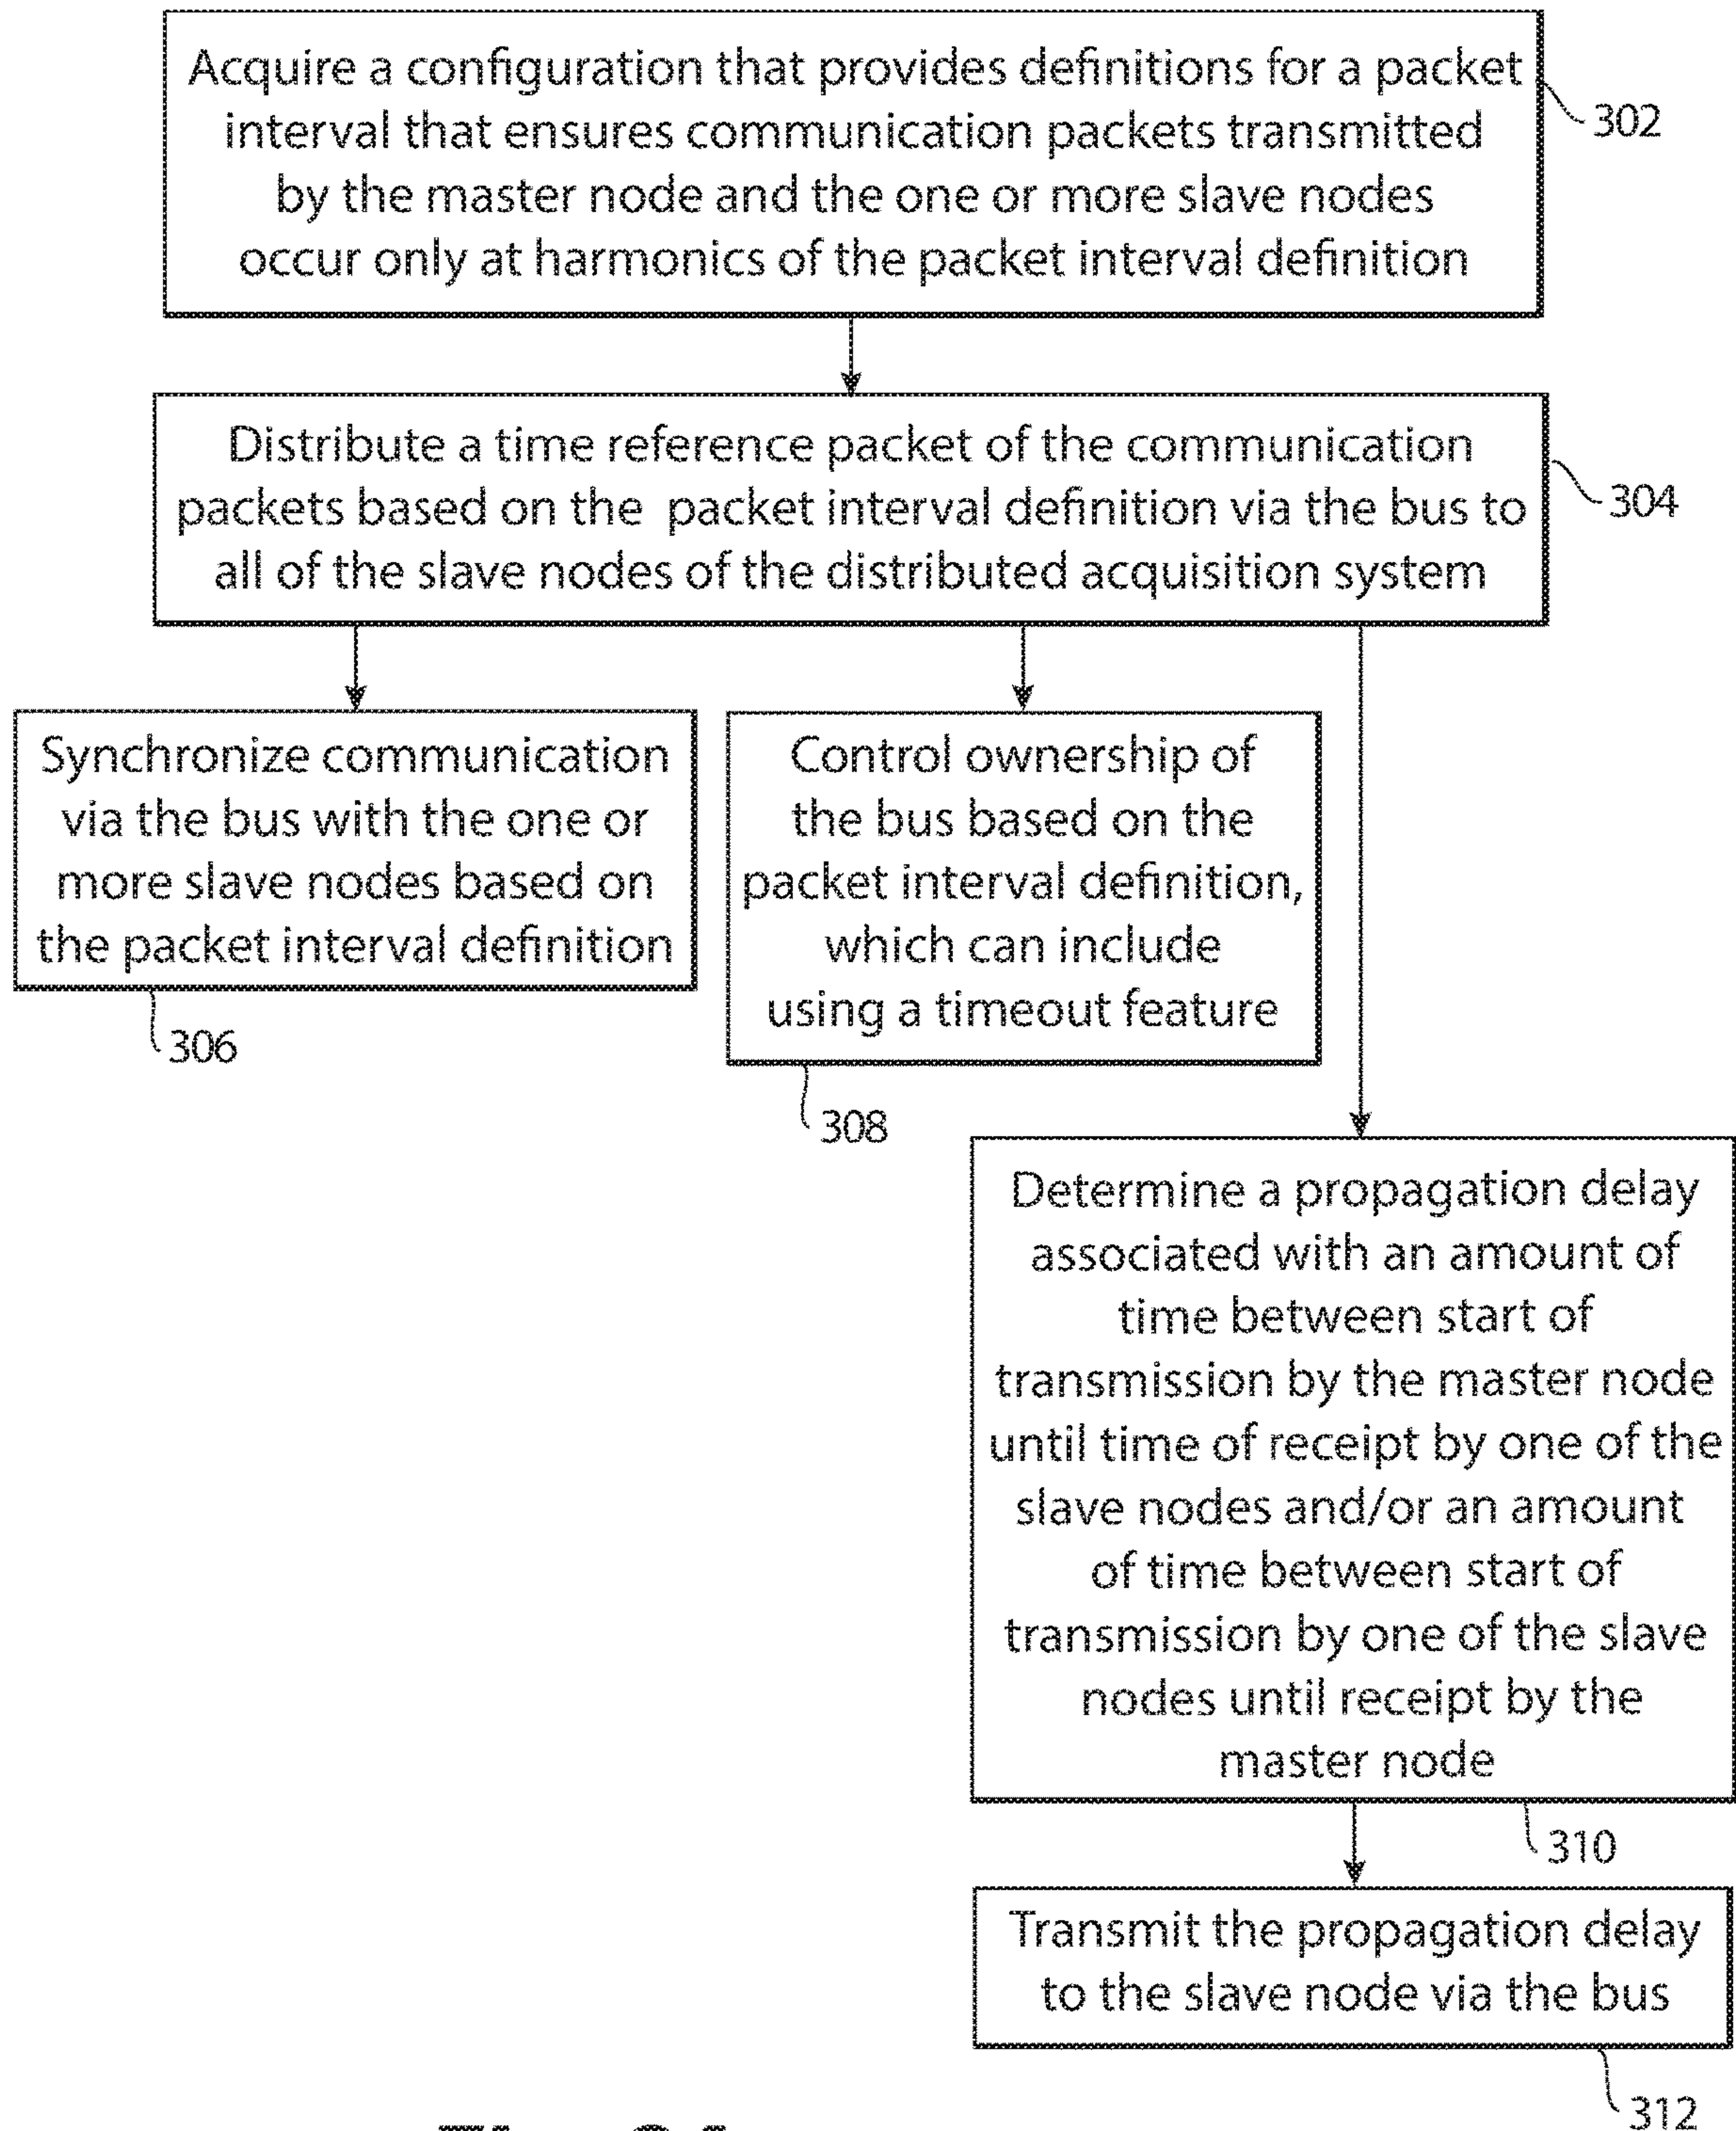 Acquire a configuration that provides definitions for a packet
interval that ensures communication packets transmitted
by the master node and the one or more slave nodes
occur only at harmonics of the packet interval definition
302
Distribute a time reference packet of the communication
packets based on the packet interval definition via the bus to
all of the slave nodes of the distributed acquisition system
304
Synchronize communication
via the bus with the one or
more slave nodes based on
the packet interval definition
306
Control ownership of
the bus based on the
packet interval definition,
which can include
using a timeout feature
308
Determine a propagation delay
associated with an amount of
time between start of
transmission by the master node
until time of receipt by one of the
slave nodes and/or an amount
of time between start of
transmission by one of the slave
nodes until receipt by the
master node
310
Transmit the propagation delay
to the slave node via the bus
312